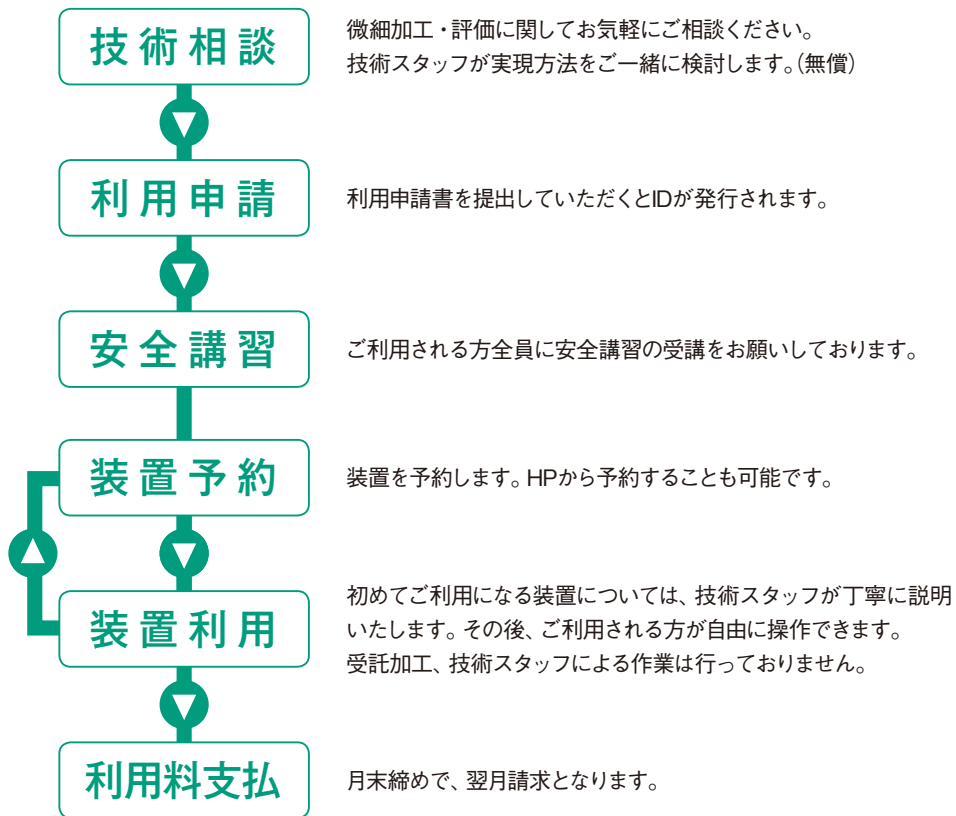 技術相談
微細加工・評価に関してお気軽にご相談ください。
技術スタッフが実現方法をご一緒に検討します。(無償)
利用申請
利用申請書を提出していただくとIDが発行されます。
安全講習
ご利用される方全員に安全講習の受講をお願いしております。
装置予約
装置を予約します。HPから予約することも可能です。
装置利用
初めてご利用になる装置については、技術スタッフが丁寧に説明
いたします。その後、ご利用される方が自由に操作できます。
受託加工、技術スタッフによる作業は行っておりません。
利用料支払
月末締めで、翌月請求となります。